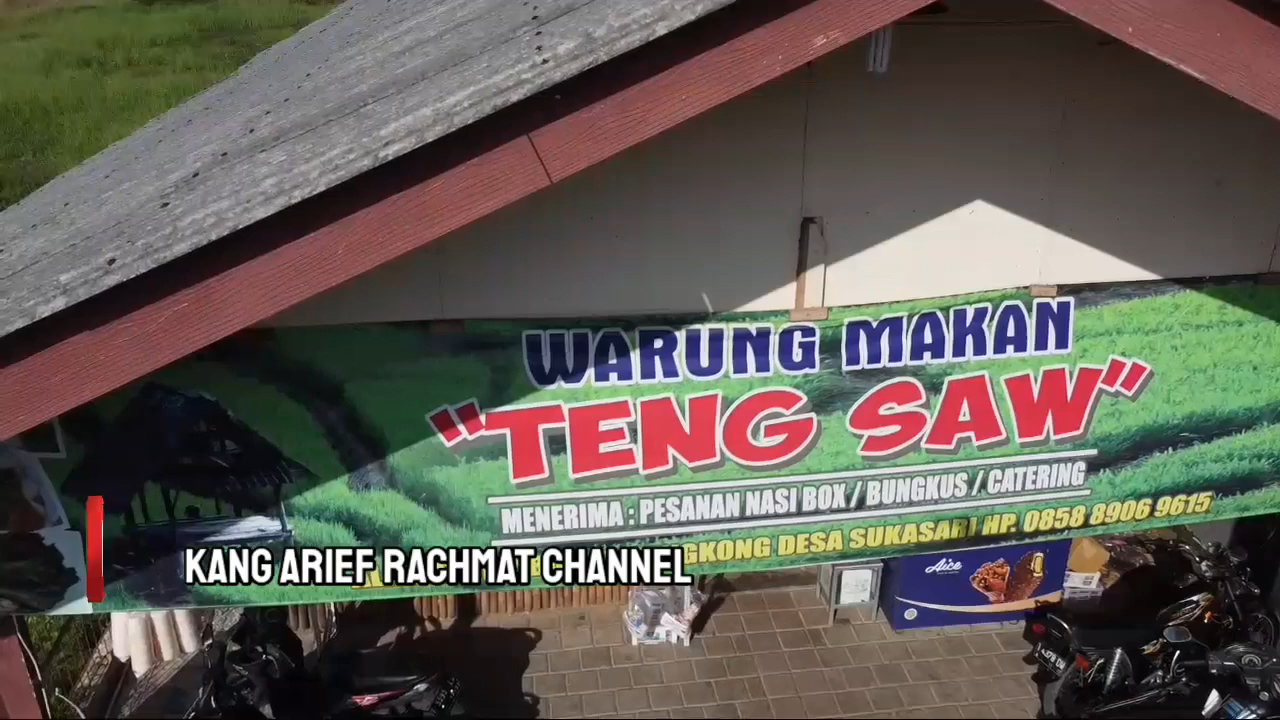 WARUNG MAKAN
"TENG SAW"
MENERIMA : PESANAN NASI BOX / BUNGKUS / CATERING
GKONG DESA SUKASARI HP. 0858 8906 9615
KANG ARIEF RACHMAT CHANNEL
Aice